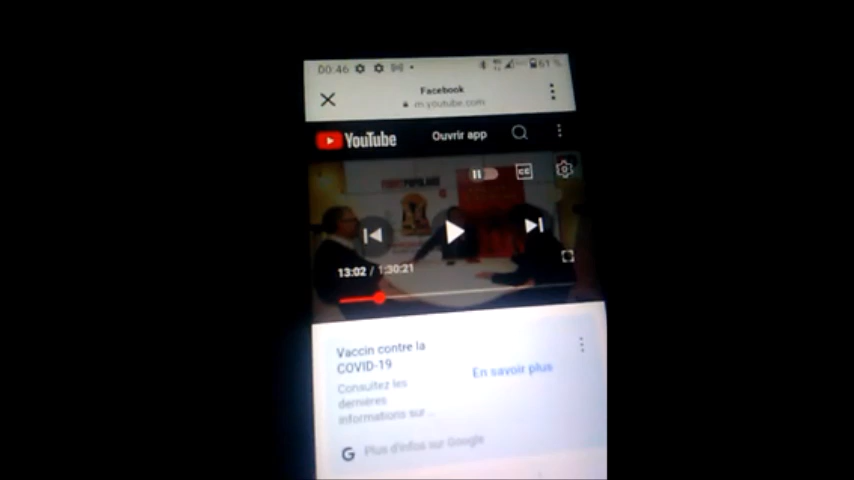 00:46 61%
Facebook
m.youtube.com
YouTube Ouvrir app
CC
13:02 / 1:30:21
Vaccin contre la
COVID-19
En savoir plus
Consultez les
dernières
informations sur ...
G Plus d'infos sur Google